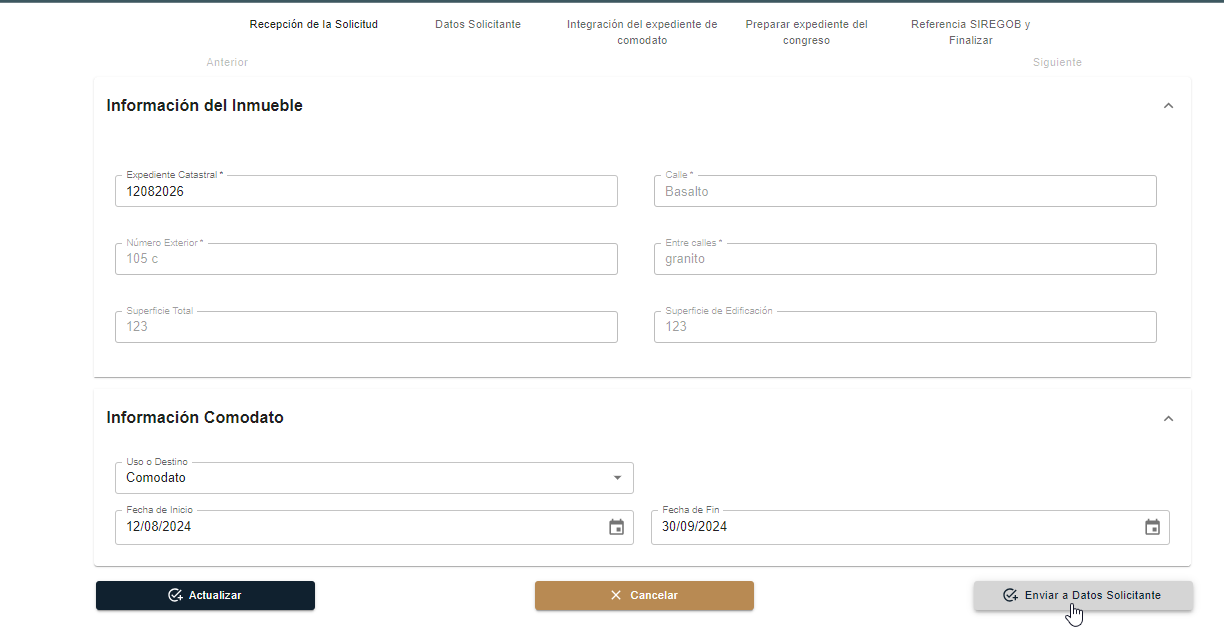 Recepción de la Solicitud
Datos Solicitante
Integración del expediente de
comodato
Preparar expediente del
congreso
Referencia SIREGOB y
Finalizar
Anterior
Siguiente
Información del Inmueble
Expediente Catastral *
12082026
Calle *
Basalto
Número Exterior *
105 c
Entre calles *
granito
Superficie Total
123
Superficie de Edificación
123
Información Comodato
Uso o Destino
Comodato
Fecha de Inicio
12/08/2024
Fecha de Fin
30/09/2024
Actualizar
Cancelar
Enviar a Datos Solicitante